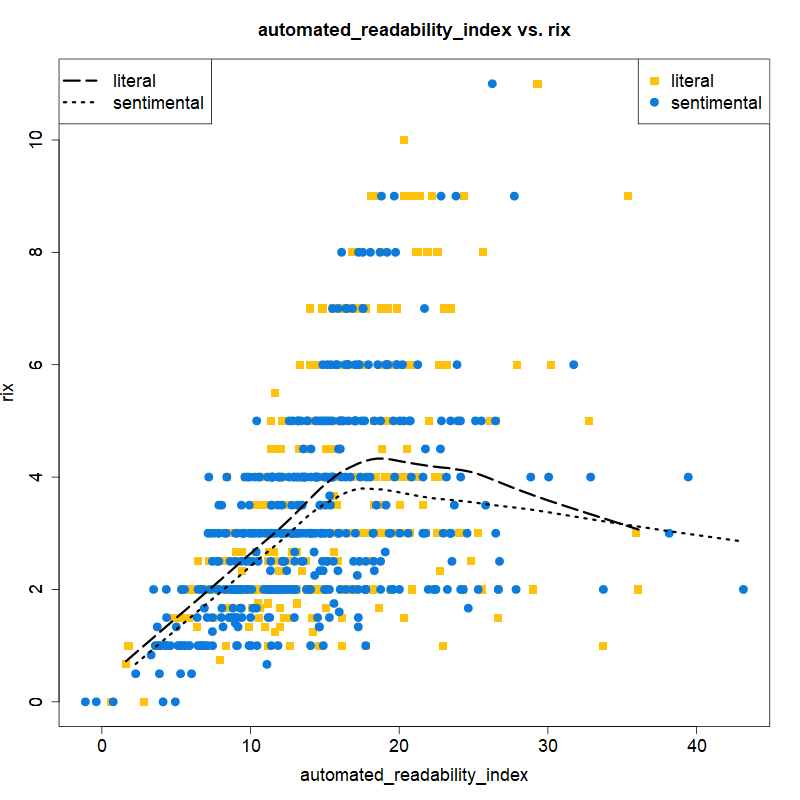 automated_readability_index vs. rix
literal
sentimental
literal
sentimental
rix
10
8
6
4
2
0
0 10 20 30 40
automated_readability_index